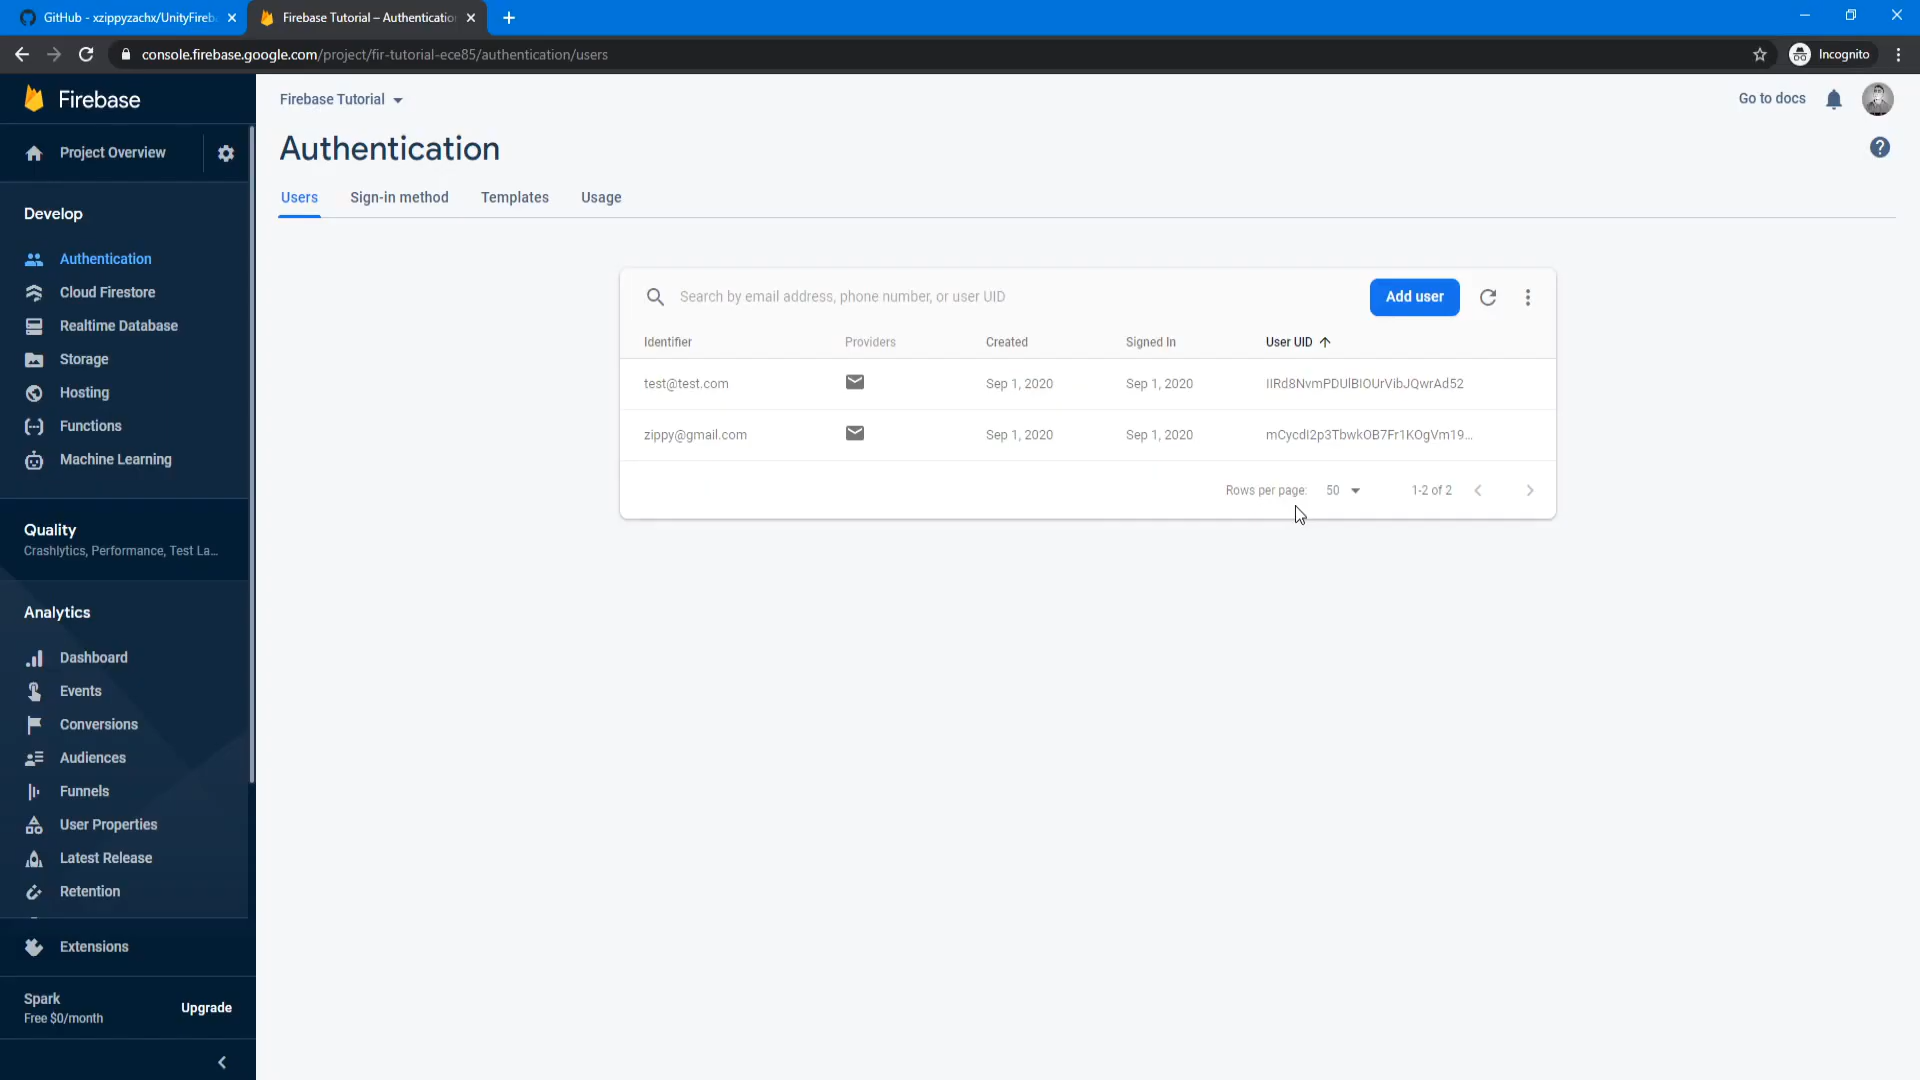 GitHub - xzippyzachx/UnityFireb
Firebase Tutorial – Authenticatio
console.firebase.google.com/project/fir-tutorial-ece85/authentication/users
Incognito
Firebase
Firebase Tutorial
Go to docs
Project Overview
Authentication
Users
Sign-in method
Templates
Usage
Develop
Authentication
Cloud Firestore
Realtime Database
Storage
Hosting
Functions
Machine Learning
Search by email address, phone number, or user UID
Add user
Identifier
Providers
Created
Signed In
User UID
test@test.com
Sep 1, 2020
Sep 1, 2020
IIRd8NvmPDUlBIOUrVibJQwrAd52
zippy@gmail.com
Sep 1, 2020
Sep 1, 2020
mCycdI2p3TbwkOB7Fr1KOgVm19...
Rows per page:
50
1-2 of 2
Quality
Crashlytics, Performance, Test La...
Analytics
Dashboard
Events
Conversions
Audiences
Funnels
User Properties
Latest Release
Retention
Extensions
Spark
Free $0/month
Upgrade